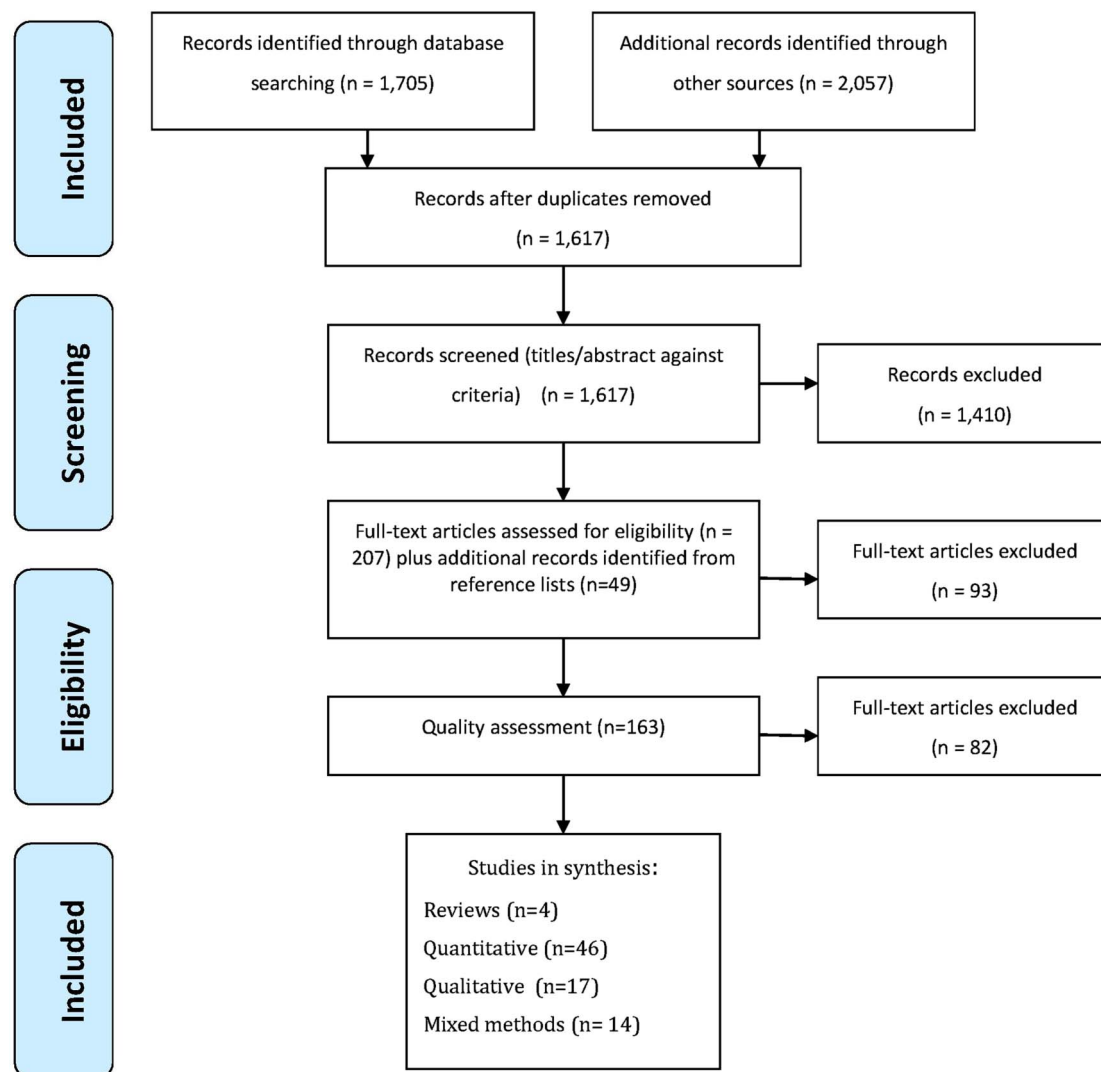 Included
Records identified through database
searching (n = 1,705)
Additional records identified through
other sources (n = 2,057)
Records after duplicates removed
(n = 1,617)
Screening
Records screened (titles/abstract against
criteria) (n = 1,617)
Records excluded
(n = 1,410)
Full-text articles assessed for eligibility (n =
207) plus additional records identified from
reference lists (n=49)
Full-text articles excluded
(n = 93)
Eligibility
Quality assessment (n=163)
Full-text articles excluded
(n = 82)
Included
Studies in synthesis:
Reviews (n=4)
Quantitative (n=46)
Qualitative (n=17)
Mixed methods (n= 14)